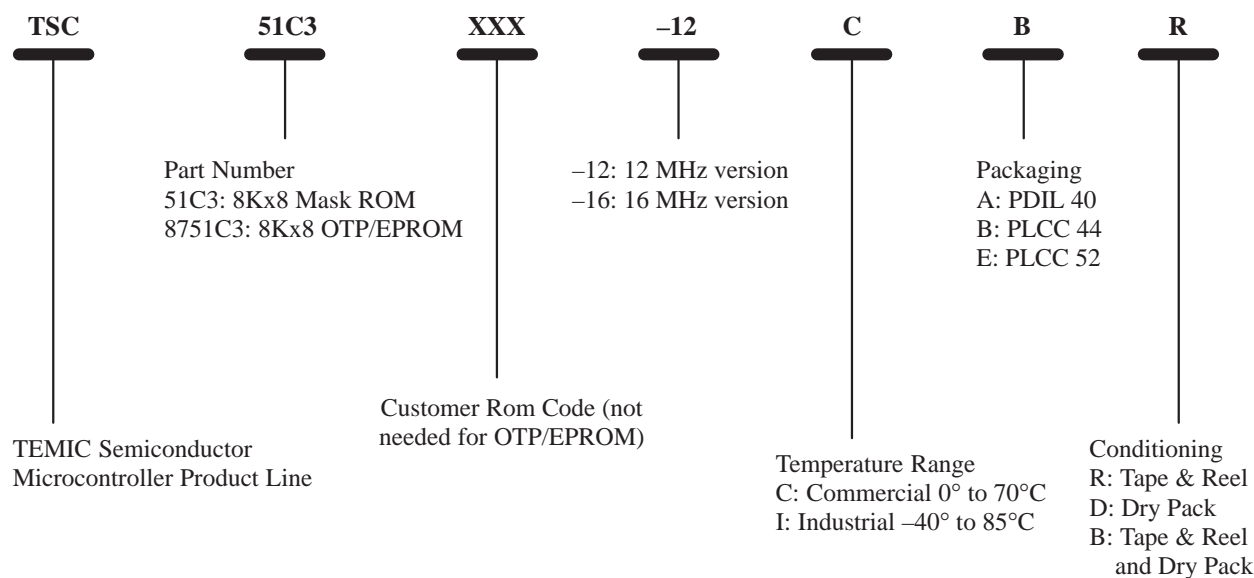 TSC 51C3 XXX –12 C B R
Part Number
51C3: 8Kx8 Mask ROM
8751C3: 8Kx8 OTP/EPROM
–12: 12 MHz version
–16: 16 MHz version
Packaging
A: PDIL 40
B: PLCC 44
E: PLCC 52
Customer Rom Code (not
needed for OTP/EPROM)
TEMIC Semiconductor
Microcontroller Product Line
Temperature Range
C: Commercial 0° to 70°C
I: Industrial –40° to 85°C
Conditioning
R: Tape & Reel
D: Dry Pack
B: Tape & Reel
and Dry Pack